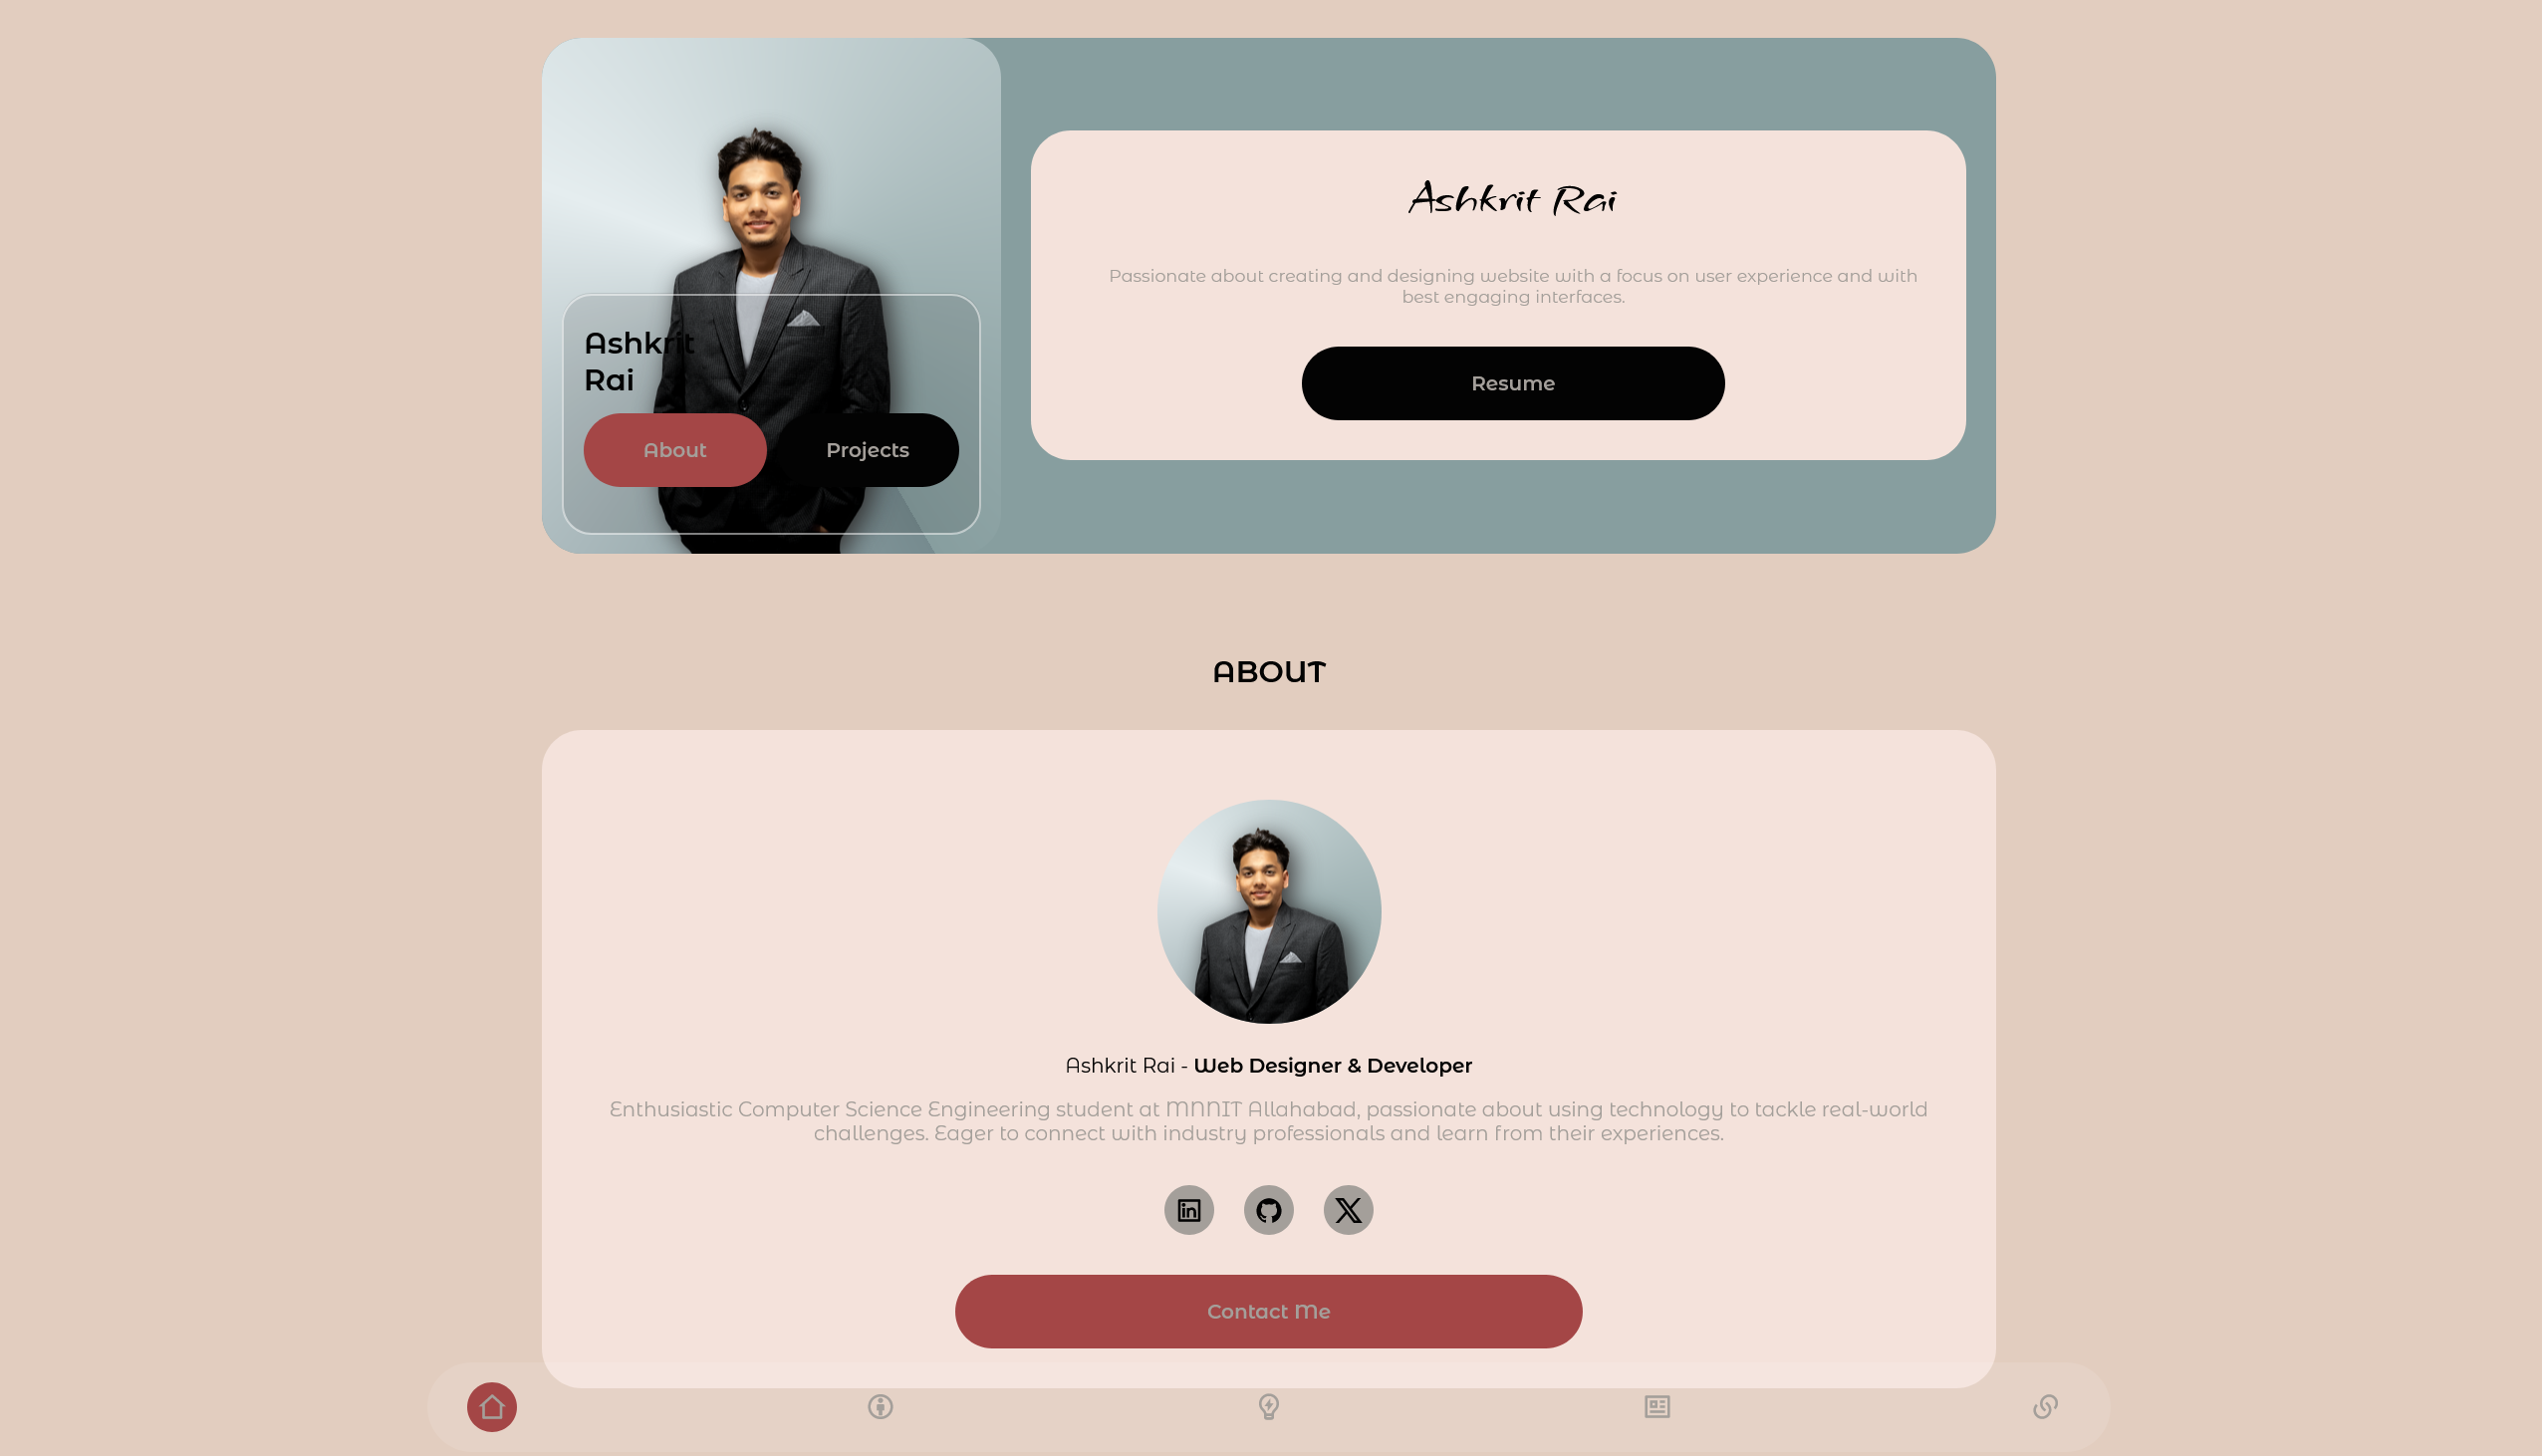 Ashkrit
Rai
About
Projects
Ashkrit Rai
Passionate about creating and designing website with a focus on user experience and with
best engaging interfaces.
Resume
ABOUT
Ashkrit Rai - Web Designer & Developer
Enthusiastic Computer Science Engineering student at MNNIT Allahabad, passionate about using technology to tackle real-world
challenges. Eager to connect with industry professionals and learn from their experiences.
Contact Me